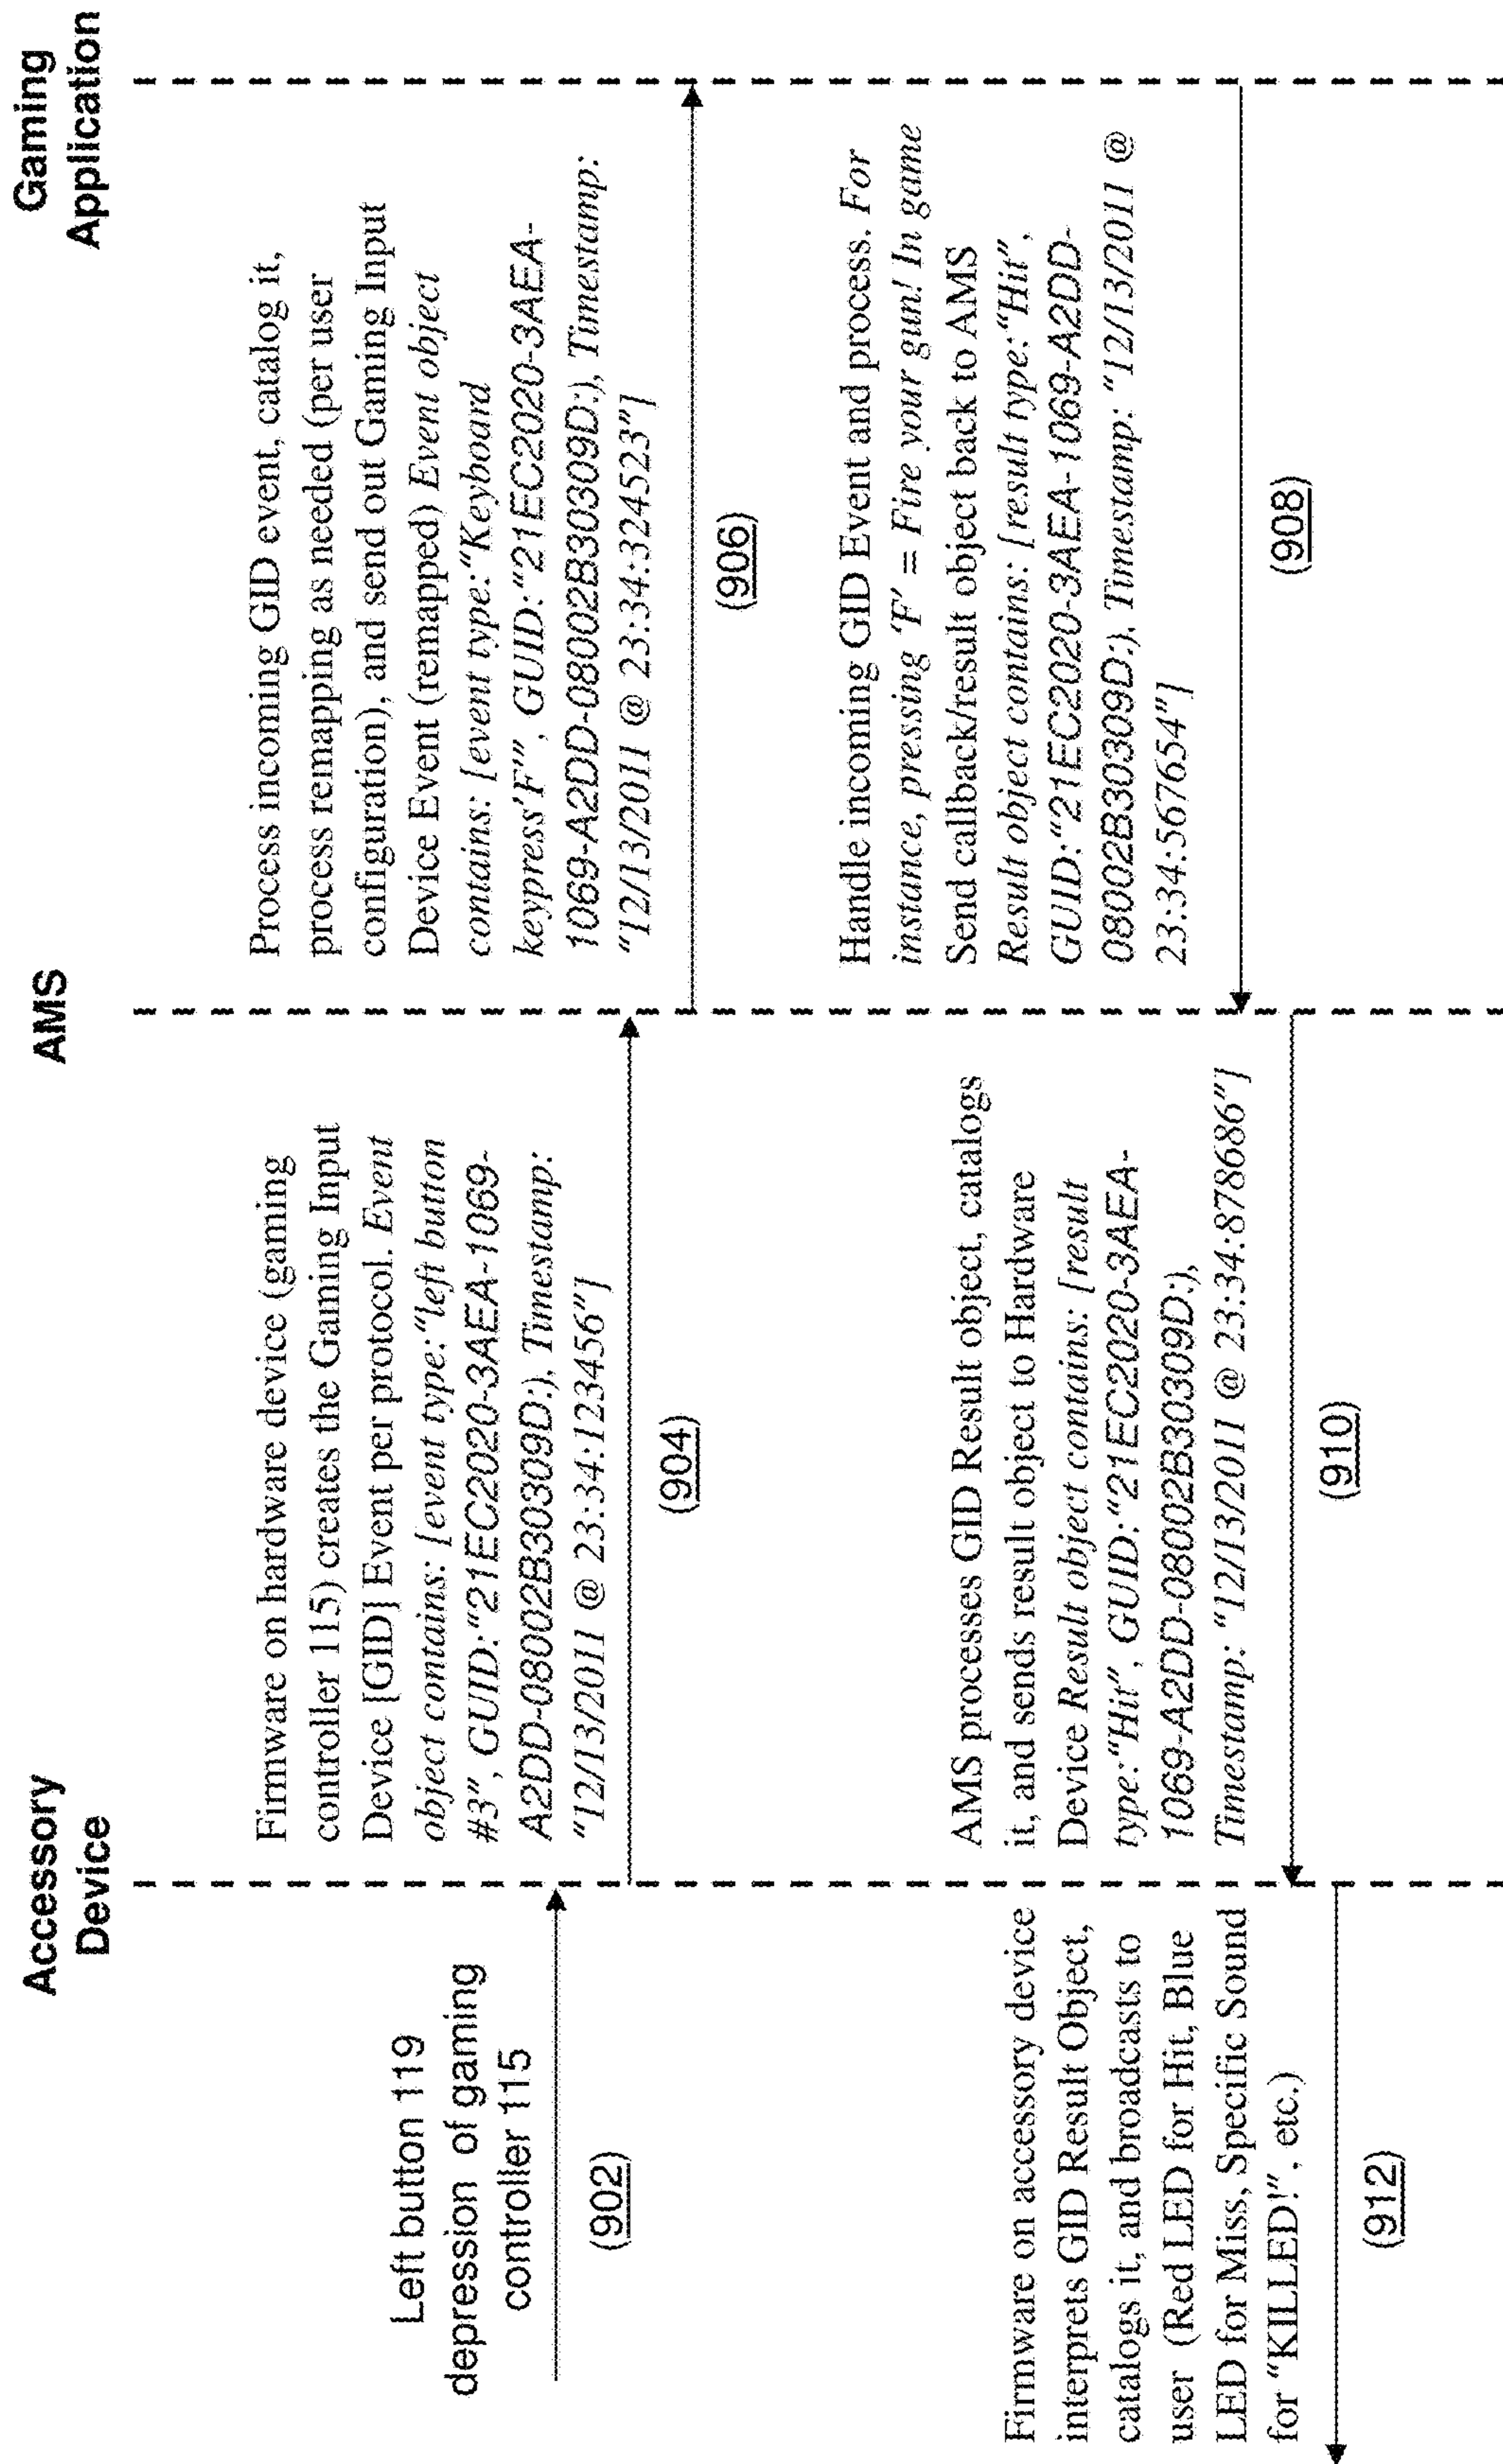 Accessory
Device
AMS
Gaming
Application
Left button 119
depression of gaming
controller 115
(902)
Firmware on hardware device (gaming
controller 115) creates the Gaming Input
Device [GID] Event per protocol. Event
object contains: [event type:"left button
#3", GUID:"21EC2020-3AEA-1069-
A2DD-08002B30309D:), Timestamp:
"12/13/2011 @ 23:34:123456"]
(904)
Process incoming GID event, catalog it,
process remapping as needed (per user
configuration), and send out Gaming Input
Device Event (remapped) Event object
contains: [event type:"Keyboard
keypress'F'", GUID:"21EC2020-3AEA-
1069-A2DD-08002B30309D:), Timestamp:
"12/13/2011 @ 23:34:324523"]
(906)
Handle incoming GID Event and process. For
instance, pressing 'F' = Fire your gun! In game
Send callback/result object back to AMS
Result object contains: [result type:"Hit",
GUID:"21EC2020-3AEA-1069-A2DD-
08002B30309D:), Timestamp: "12/13/2011 @
23:34:567654"]
(908)
AMS processes GID Result object, catalogs
it, and sends result object to Hardware
Device Result object contains: [result
type:"Hit", GUID:"21EC2020-3AEA-
1069-A2DD-08002B30309D:),
Timestamp: "12/13/2011 @ 23:34:878686"]
(910)
Firmware on accessory device
interprets GID Result Object,
catalogs it, and broadcasts to
user (Red LED for Hit, Blue
LED for Miss, Specific Sound
for "KILLED!", etc.)
(912)